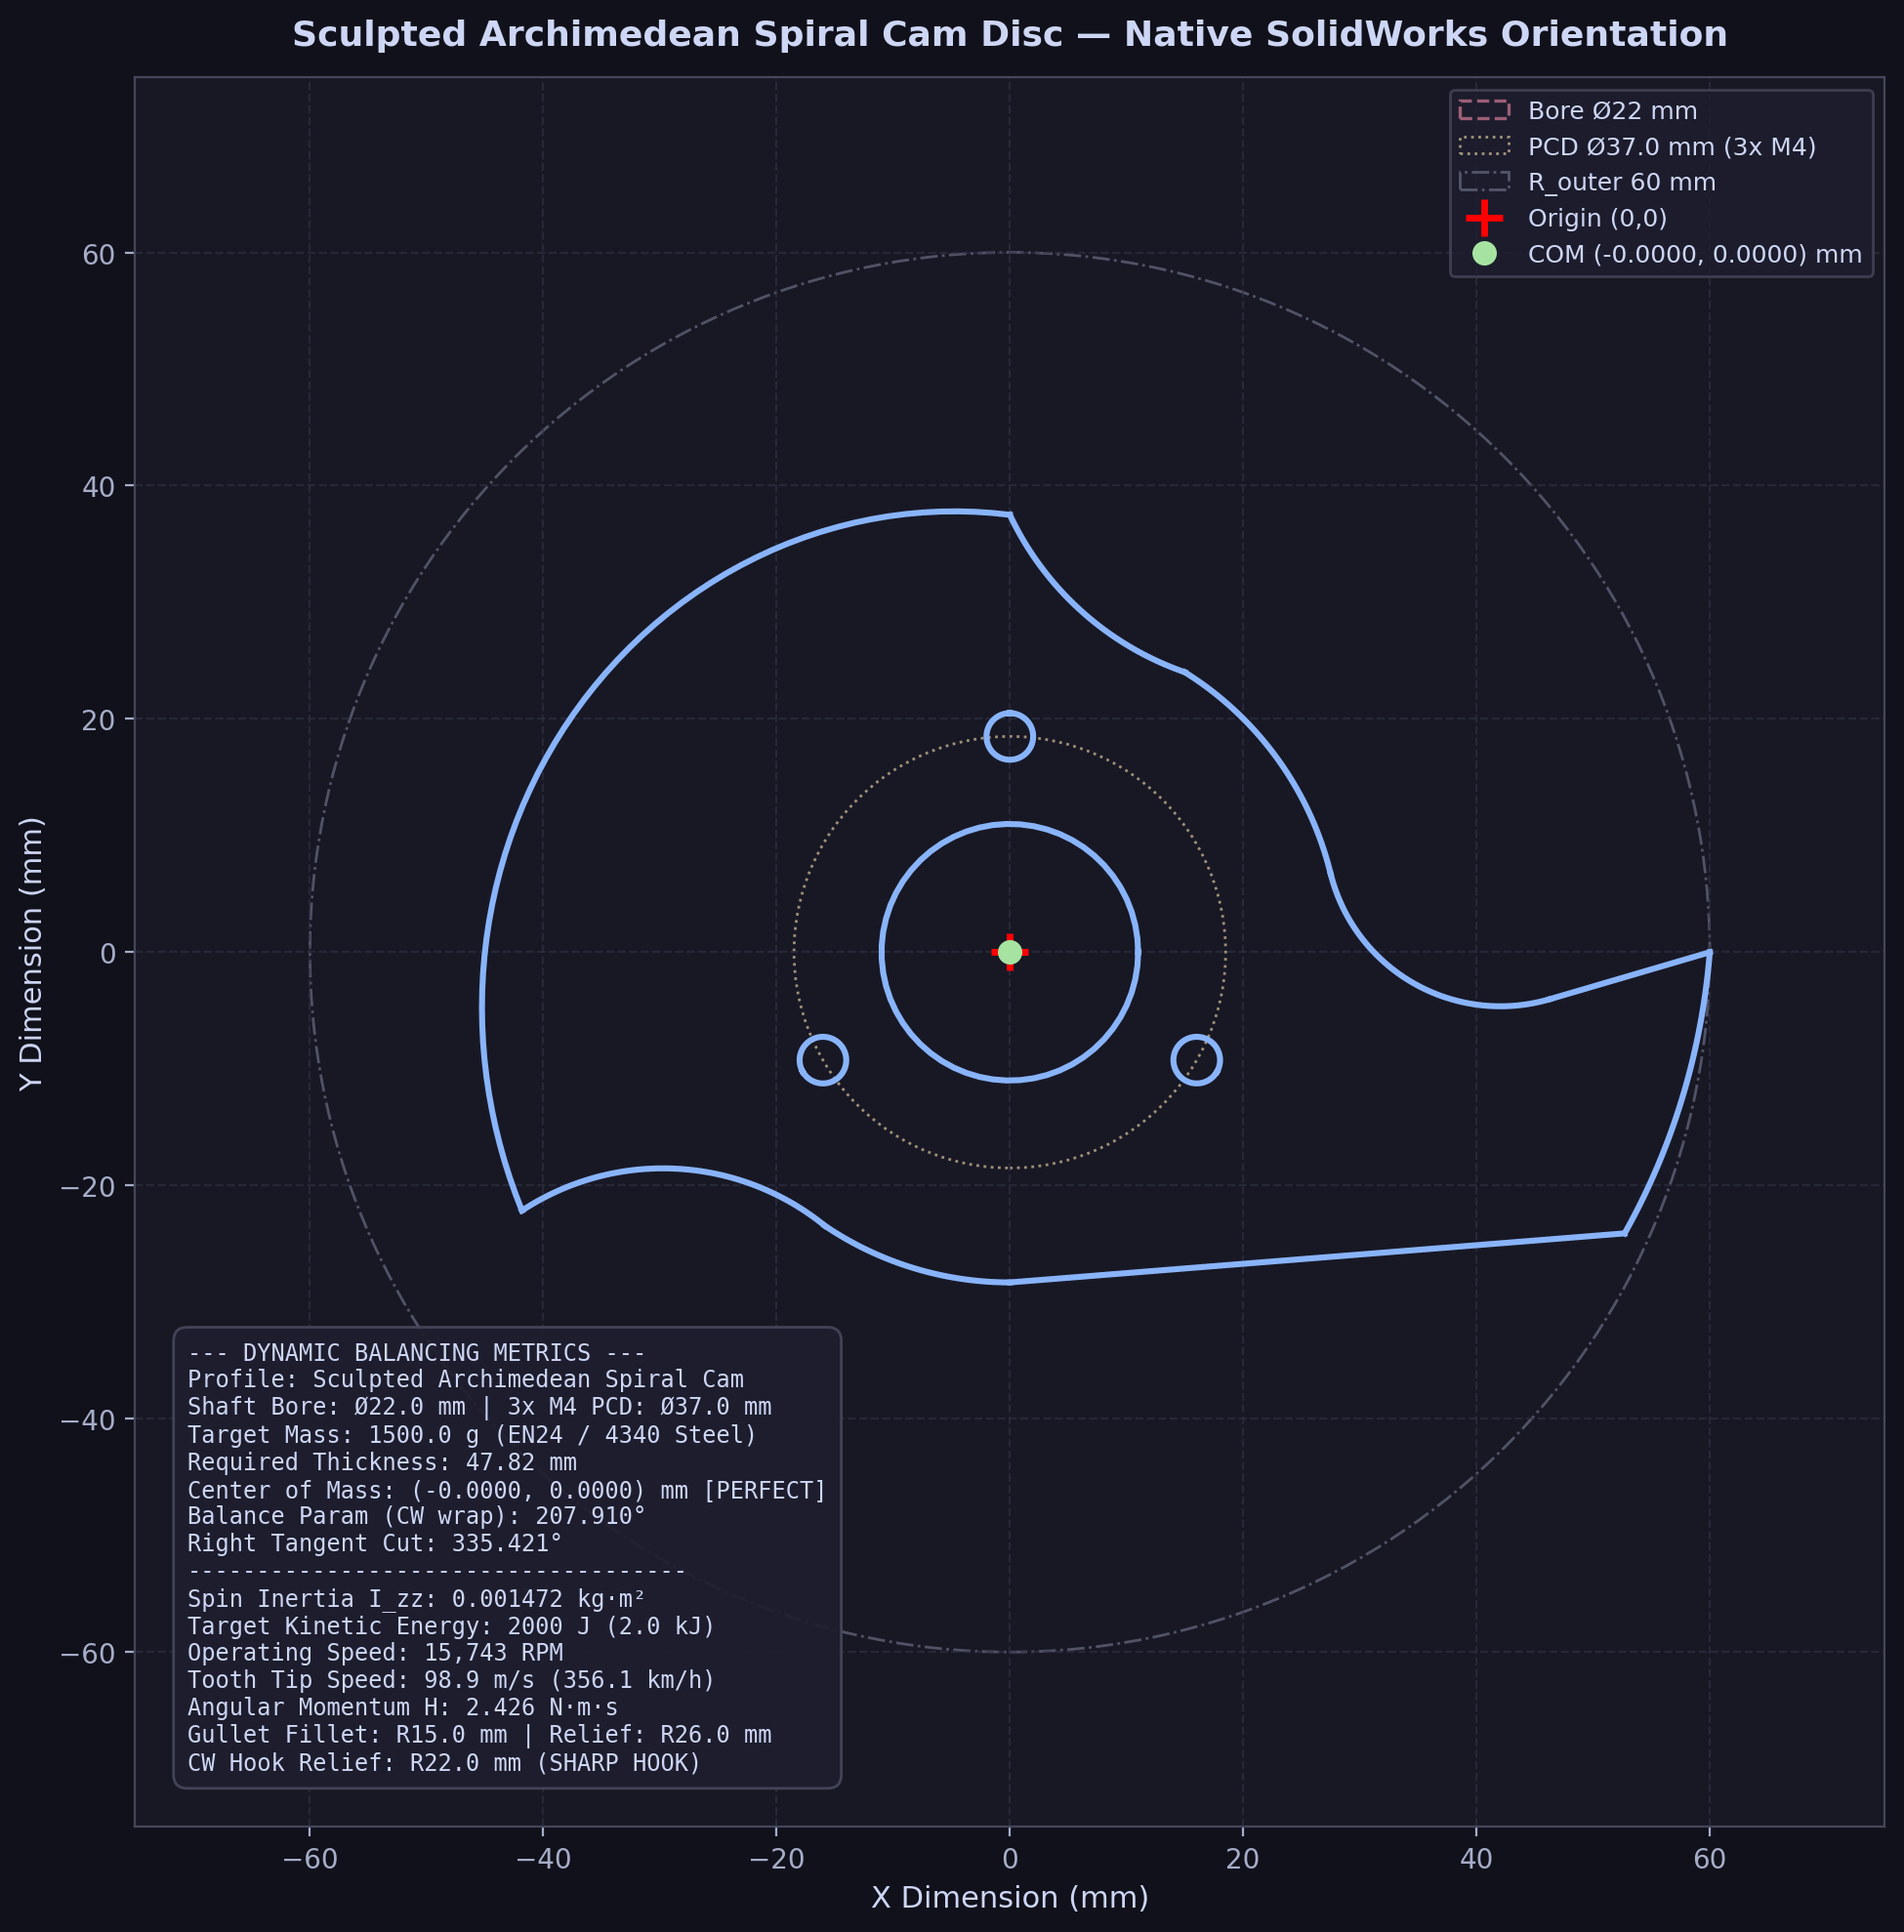 Sculpted Archimedean Spiral Cam Disc — Native SolidWorks Orientation
Bore Ø22 mm
PCD Ø37.0 mm (3x M4)
R_outer 60 mm
Origin (0,0)
COM (-0.0000, 0.0000) mm
60
40
20
0
−20
−40
−60
Y Dimension (mm)
--- DYNAMIC BALANCING METRICS ---
Profile: Sculpted Archimedean Spiral Cam
Shaft Bore: Ø22.0 mm | 3x M4 PCD: Ø37.0 mm
Target Mass: 1500.0 g (EN24 / 4340 Steel)
Required Thickness: 47.82 mm
Center of Mass: (-0.0000, 0.0000) mm [PERFECT]
Balance Param (CW wrap): 207.910°
Right Tangent Cut: 335.421°
------------------------------------
Spin Inertia I_zz: 0.001472 kg·m²
Target Kinetic Energy: 2000 J (2.0 kJ)
Operating Speed: 15,743 RPM
Tooth Tip Speed: 98.9 m/s (356.1 km/h)
Angular Momentum H: 2.426 N·m·s
Gullet Fillet: R15.0 mm | Relief: R26.0 mm
CW Hook Relief: R22.0 mm (SHARP HOOK)
−60 −40 −20 0 20 40 60
X Dimension (mm)